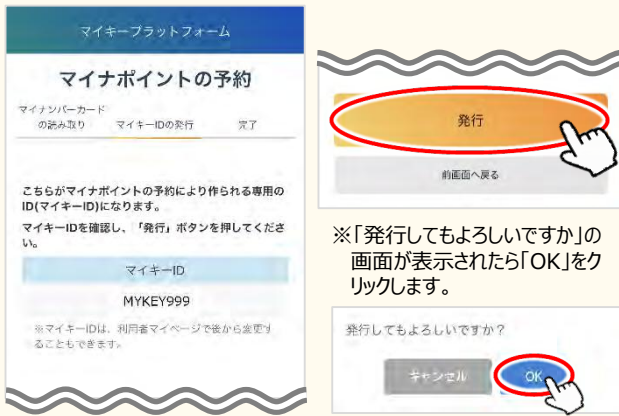 マイキープラットフォーム
マイナポイントの予約
マイナンバーカード
の読み取り
マイキーIDの発行
完了
こちらがマイナポイントの予約により作られる専用の
ID(マイキーID)になります。
マイキーIDを確認し、「発行」ボタンを押してくださ
い。
マイキーID
MYKEY999
※マイキーIDは、利用者マイページで後から変更す
ることもできます。
発行
前画面へ戻る
※「発行してもよろしいですか」の
画面が表示されたら「OK」をク
リックします。
発行してもよろしいですか?
キャンセル
OK